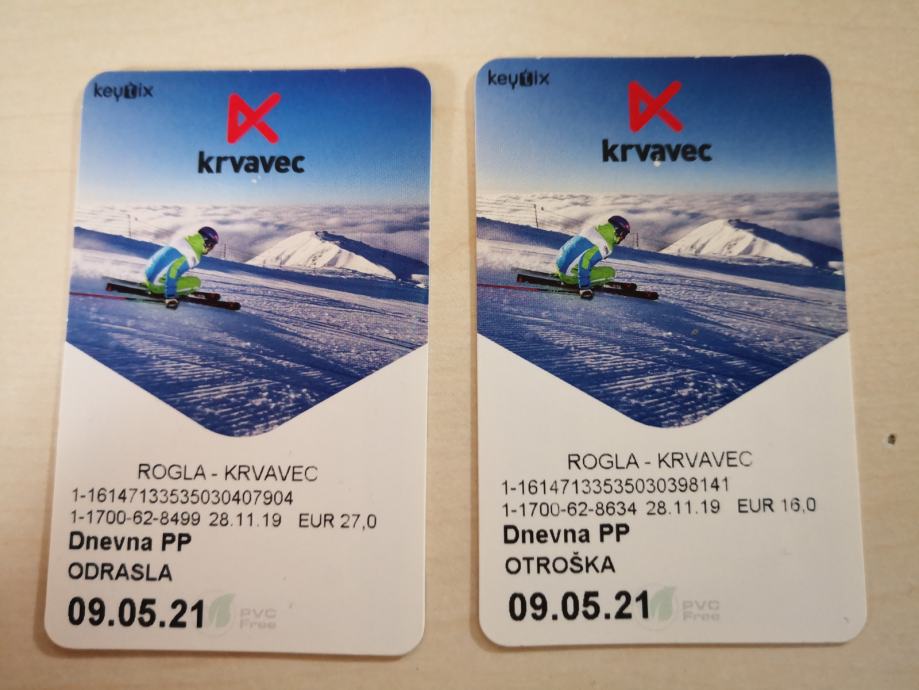 keytix
krvavec
ROGLA - KRVAVEC
1-16147133535030407904
1-1700-62-8499 28.11.19 EUR 27,0
Dnevna PP
ODRASLA
09.05.21
PVC
Free
keytix
krvavec
ROGLA - KRVAVEC
1-16147133535030398141
1-1700-62-8634 28.11.19 EUR 16,0
Dnevna PP
OTROŠKA
09.05.21
PVC
Free